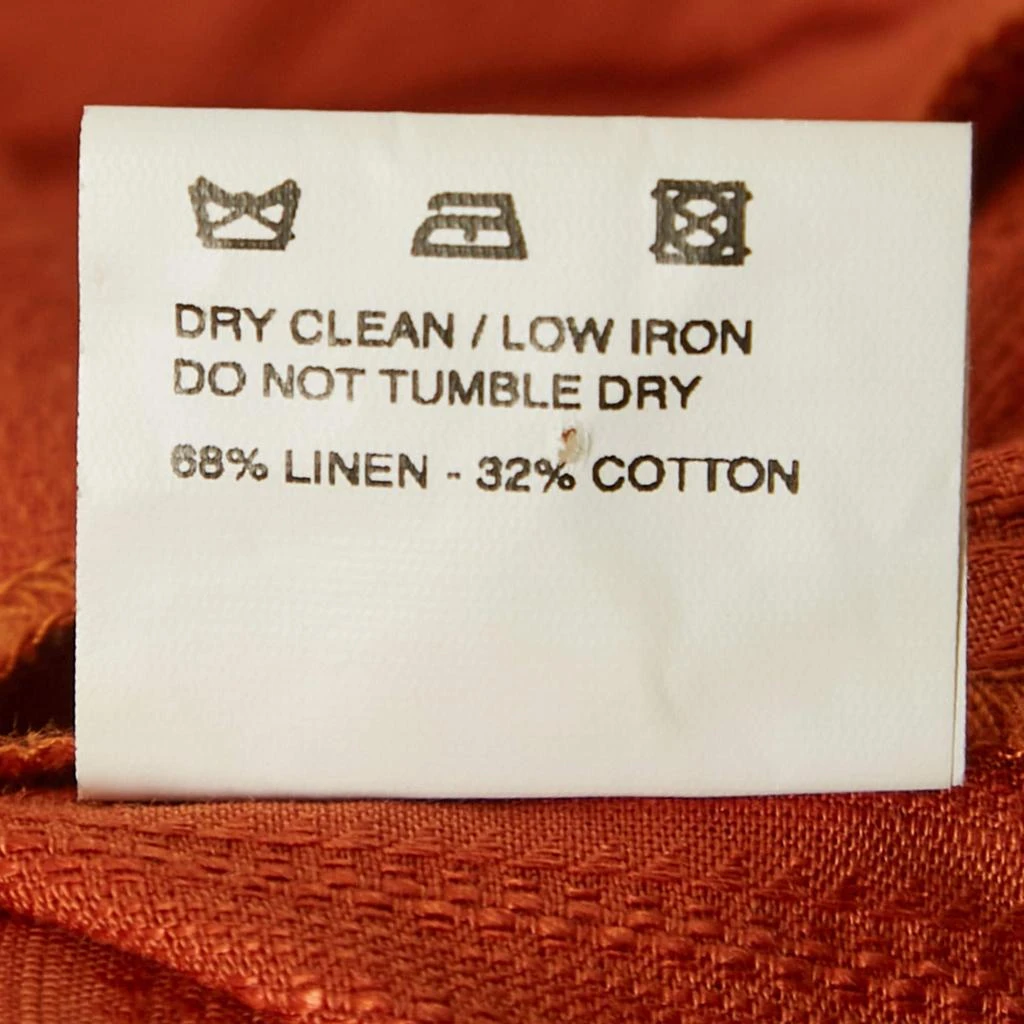 DRY CLEAN / LOW IRON
DO NOT TUMBLE DRY
68% LINEN - 32% COTTON